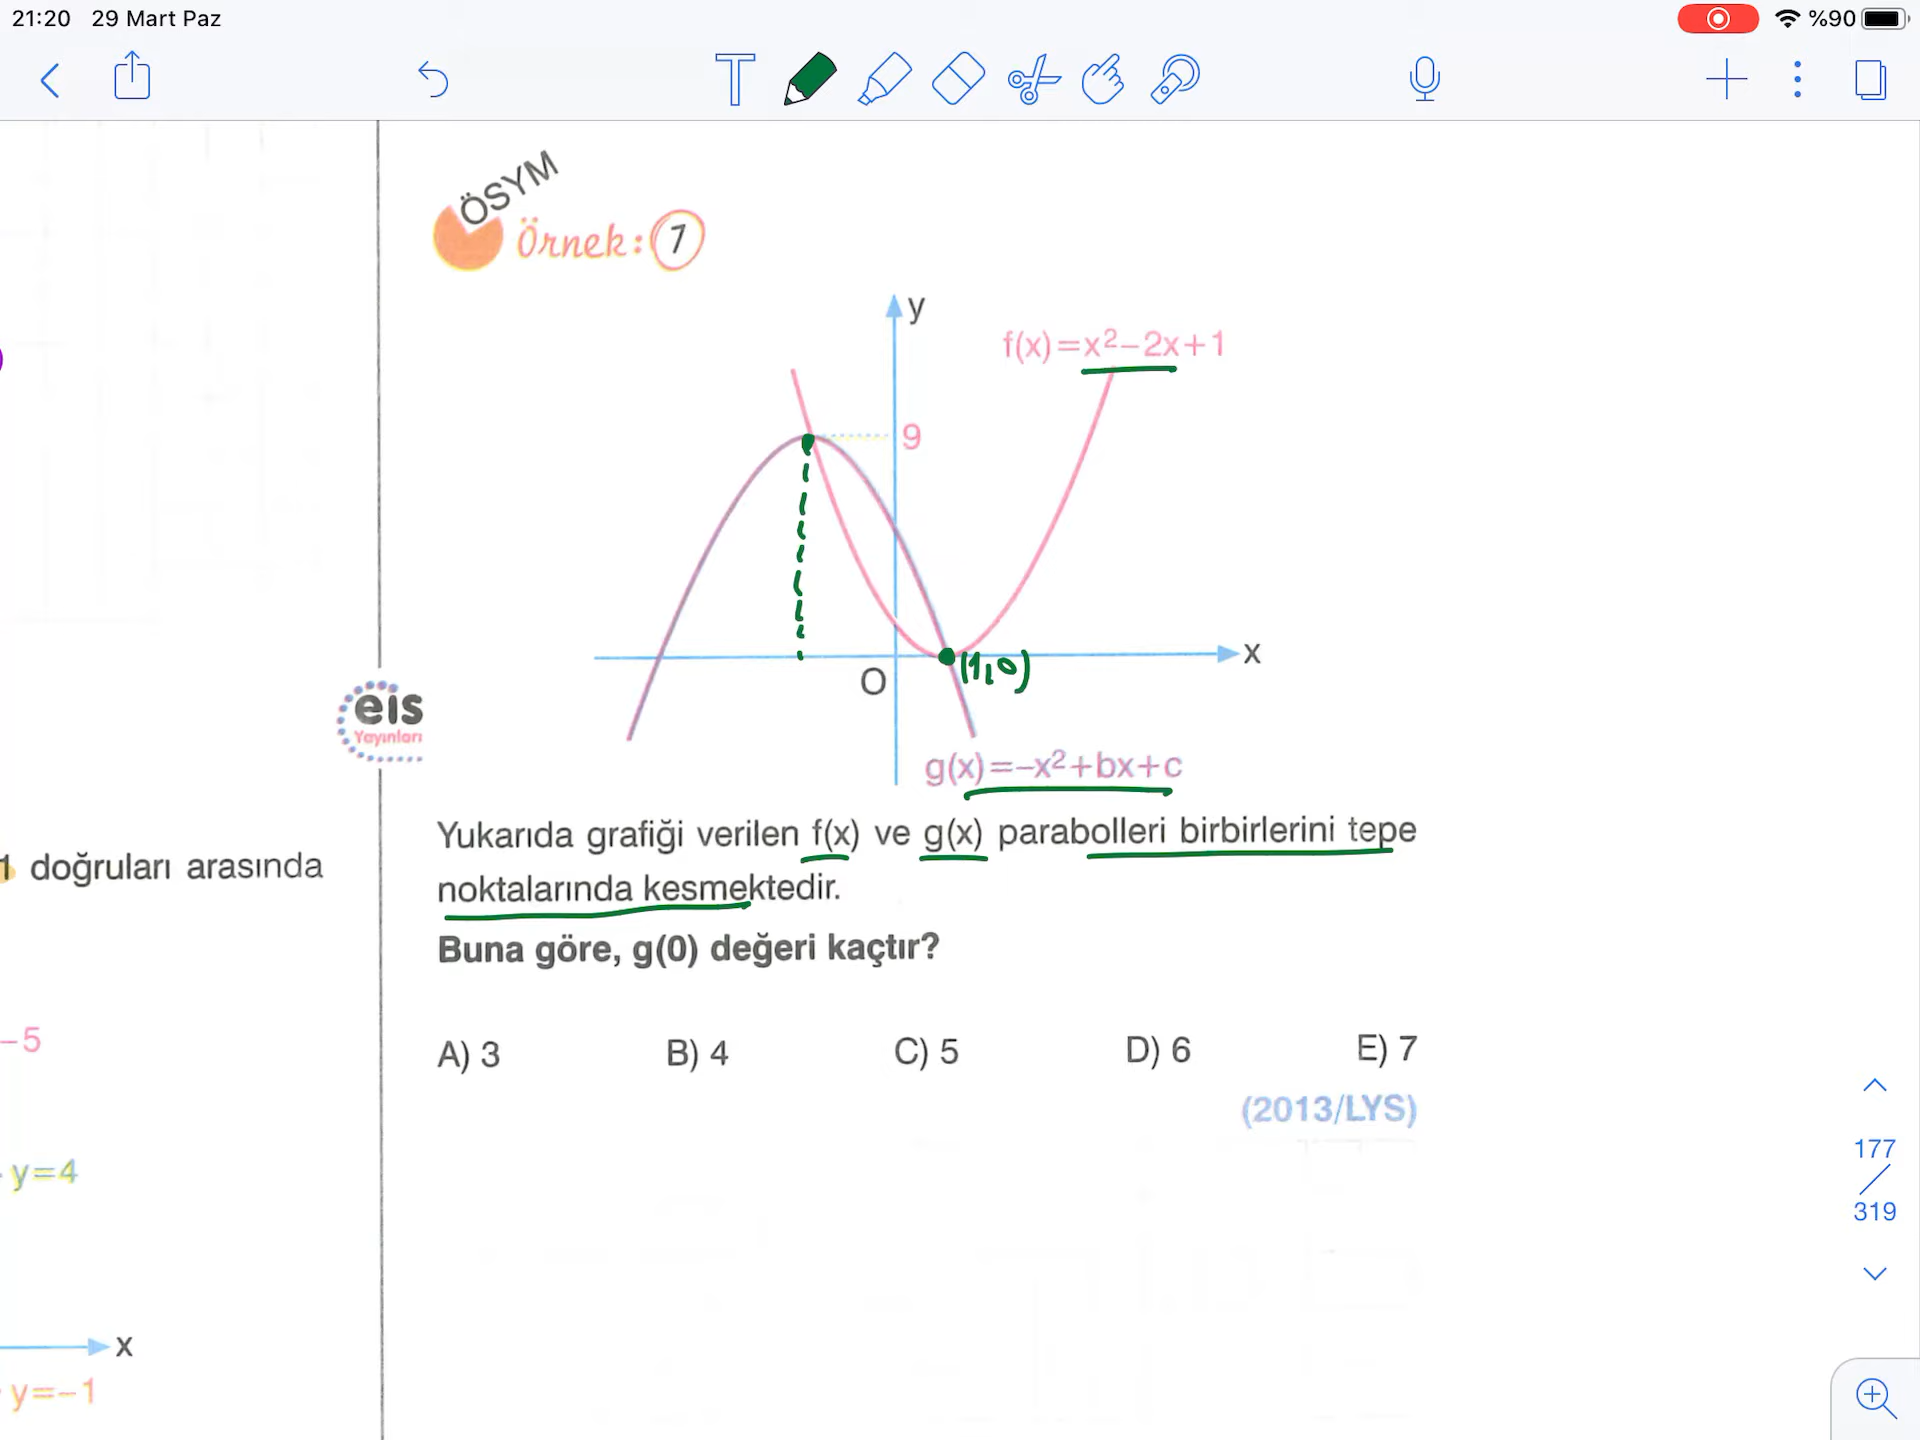 21:20 29 Mart Paz
%90
ÖSYM
Örnek: 7
y
f(x)=x²−2x+1
9
x
O
(1,0)
eis
Yayınları
g(x)=−x²+bx+c
Yukarıda grafiği verilen f(x) ve g(x) parabolleri birbirlerini tepe
noktalarında kesmektedir.
Buna göre, g(0) değeri kaçtır?
A) 3 B) 4 C) 5 D) 6 E) 7
(2013/LYS)
1 doğruları arasında
−5
y=4
x
y=−1
177
319